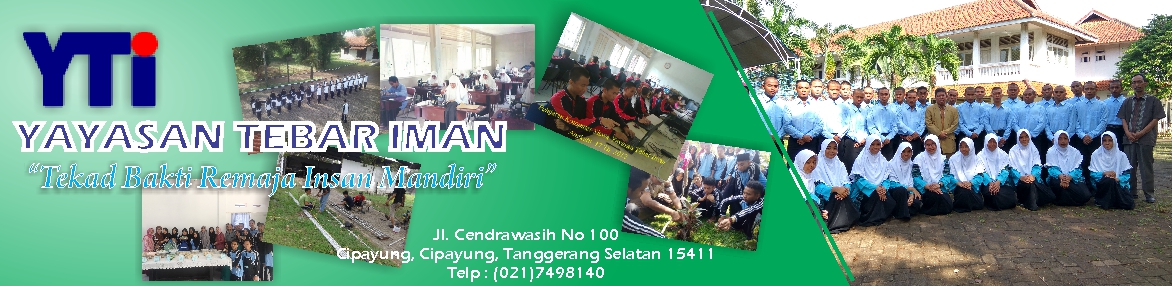 YTi
YAYASAN TEBAR IMAN
“Tekad Bakti Remaja Insan Mandiri”
Jl. Cendrawasih No 100
Cipayung, Cipayung, Tanggerang Selatan 15411
Telp : (021)7498140